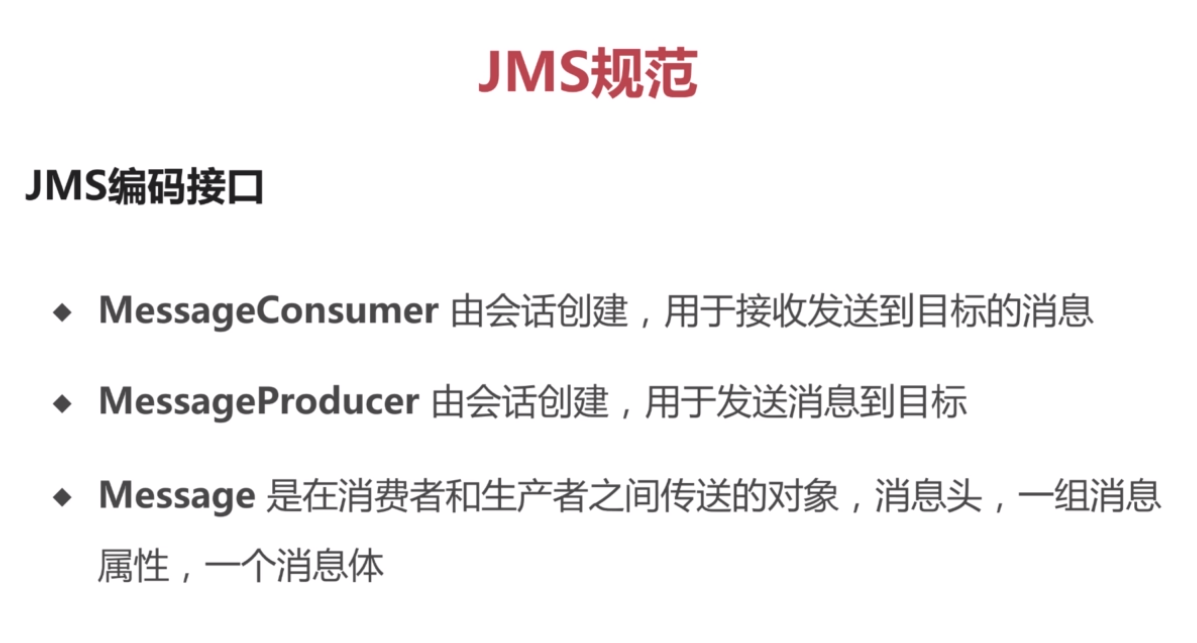 JMS规范
JMS编码接口
◆ MessageConsumer 由会话创建，用于接收发送到目标的消息
◆ MessageProducer 由会话创建，用于发送消息到目标
◆ Message 是在消费者和生产者之间传送的对象，消息头，一组消息
属性，一个消息体